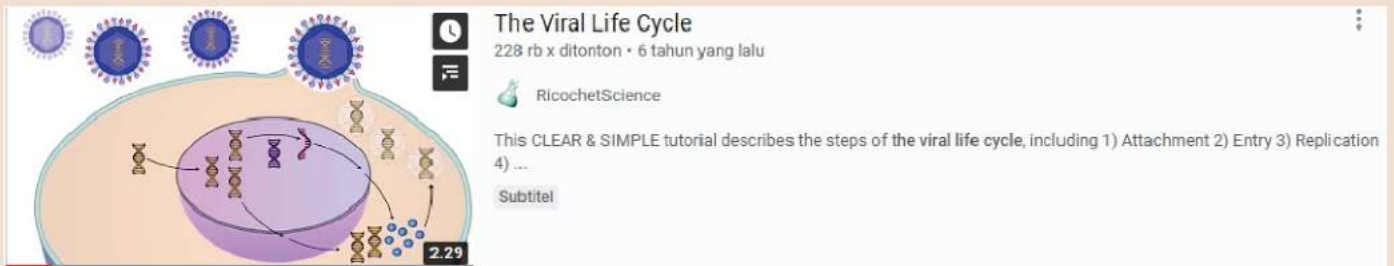 The Viral Life Cycle
228 rb x ditonton • 6 tahun yang lalu
RicochetScience
This CLEAR & SIMPLE tutorial describes the steps of the viral life cycle, including 1) Attachment 2) Entry 3) Replication
4) ...
Subtitel
2.29